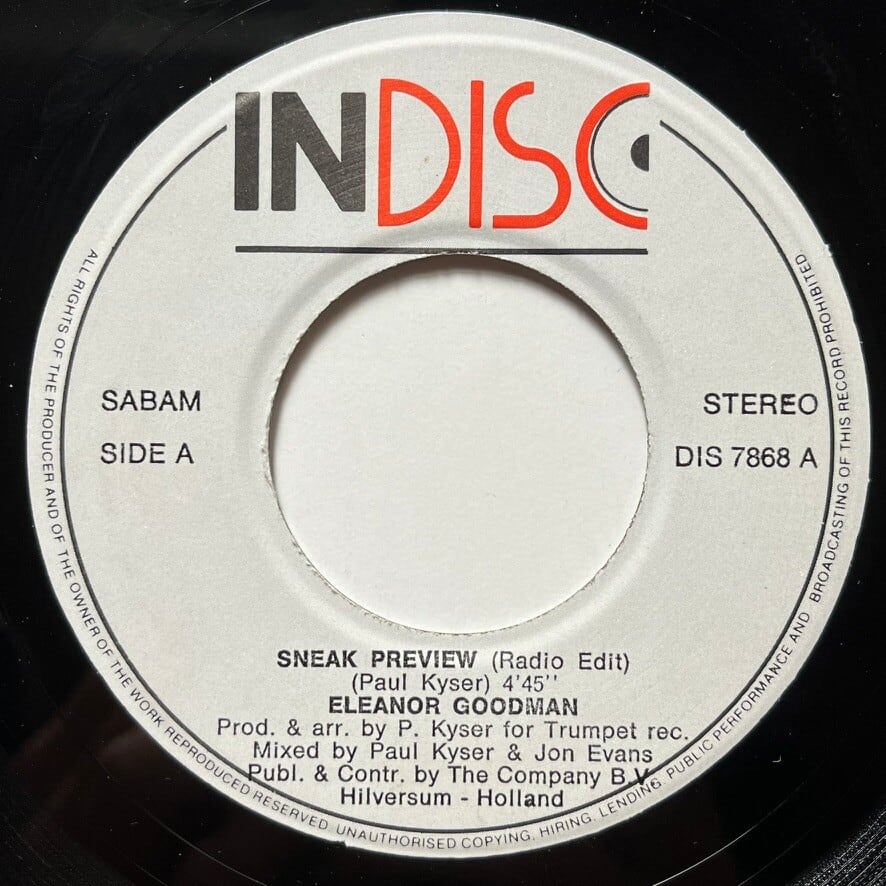 INDISC
SABAM
STEREO
SIDE A
DIS 7868 A
SNEAK PREVIEW (Radio Edit)
(Paul Kyser) 4'45''
ELEANOR GOODMAN
Prod. & arr. by P. Kyser for Trumpet rec.
Mixed by Paul Kyser & Jon Evans
Publ. & Contr. by The Company B.V.
Hilversum - Holland
ALL RIGHTS OF THE PRODUCER AND OF THE OWNER OF THE WORK REPRODUCED RESERVED. UNAUTHORISED COPYING, HIRING, LENDING, PUBLIC PERFORMANCE AND BROADCASTING OF THIS RECORD PROHIBITED